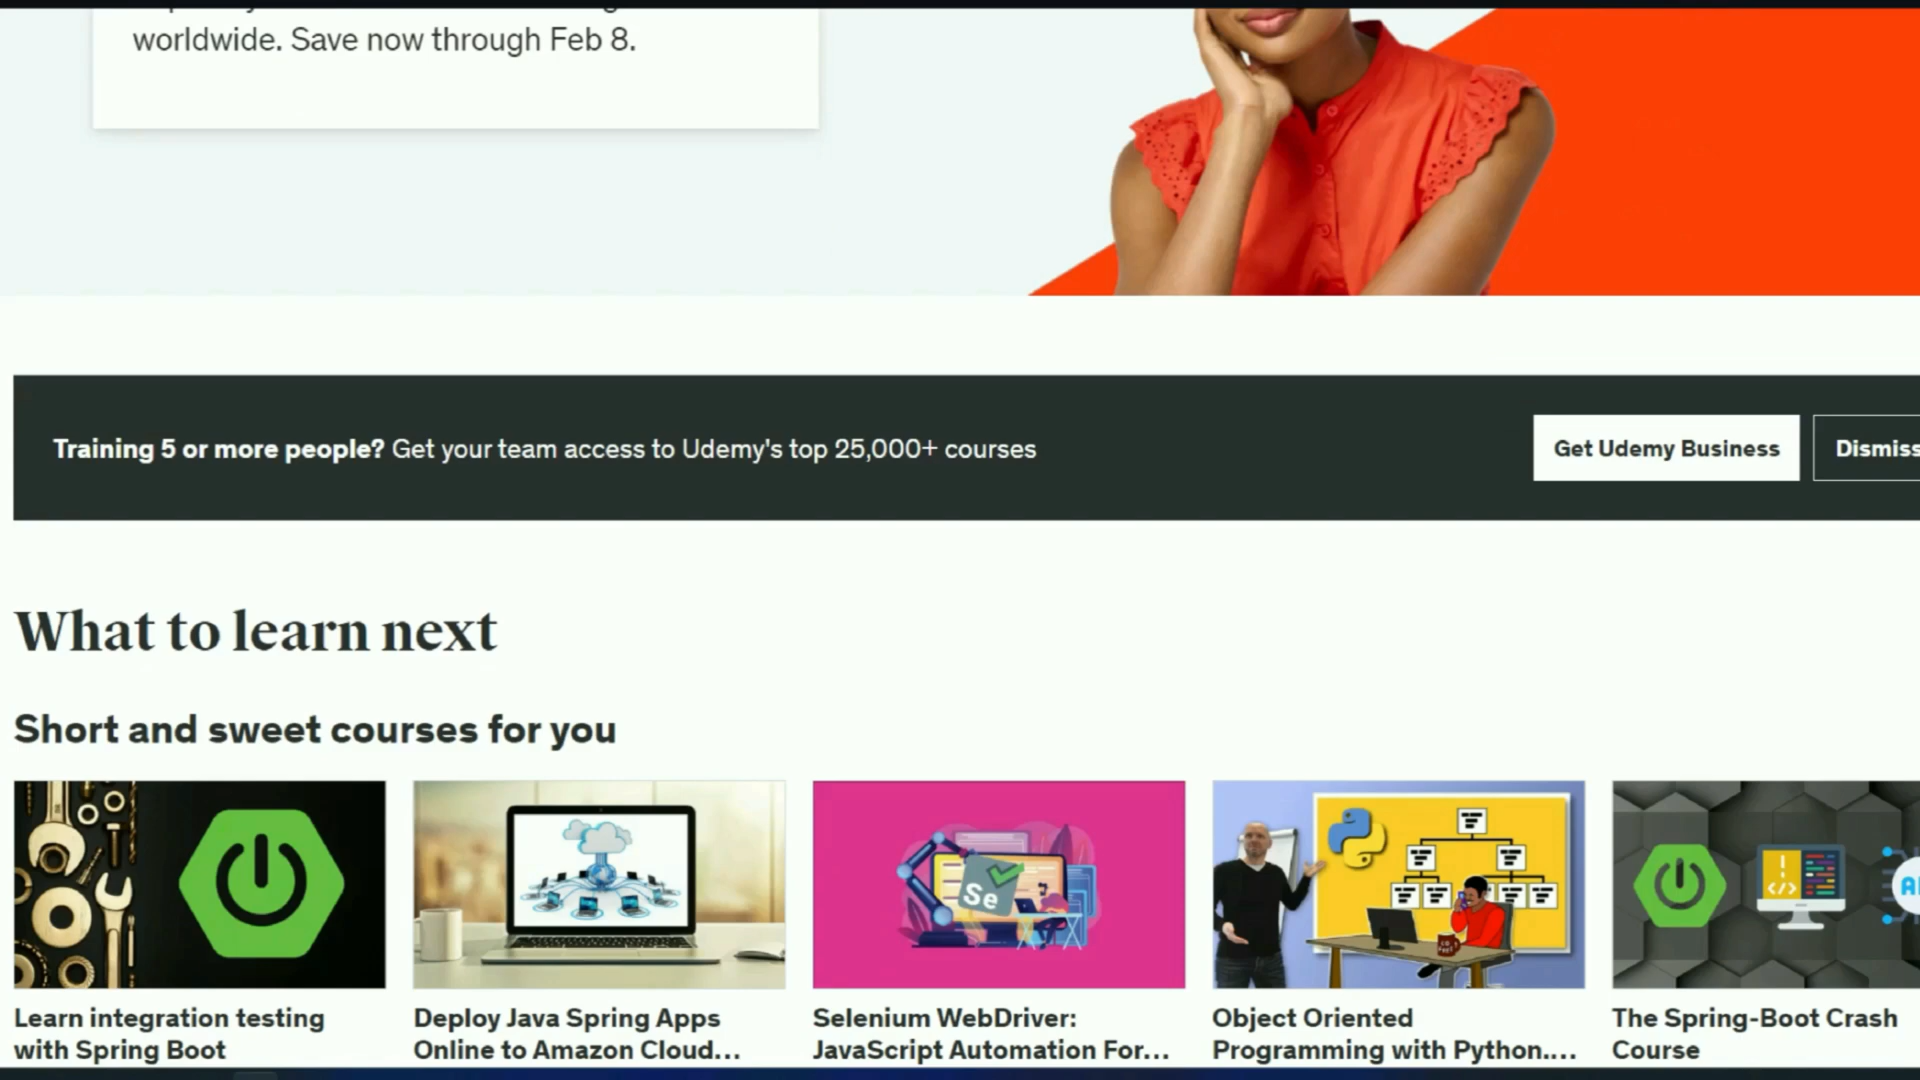 worldwide. Save now through Feb 8.
Training 5 or more people? Get your team access to Udemy's top 25,000+ courses
Get Udemy Business
Dismiss
What to learn next
Short and sweet courses for you
Se
Learn integration testing
with Spring Boot
Deploy Java Spring Apps
Online to Amazon Cloud...
Selenium WebDriver:
JavaScript Automation For...
Object Oriented
Programming with Python....
The Spring-Boot Crash
Course